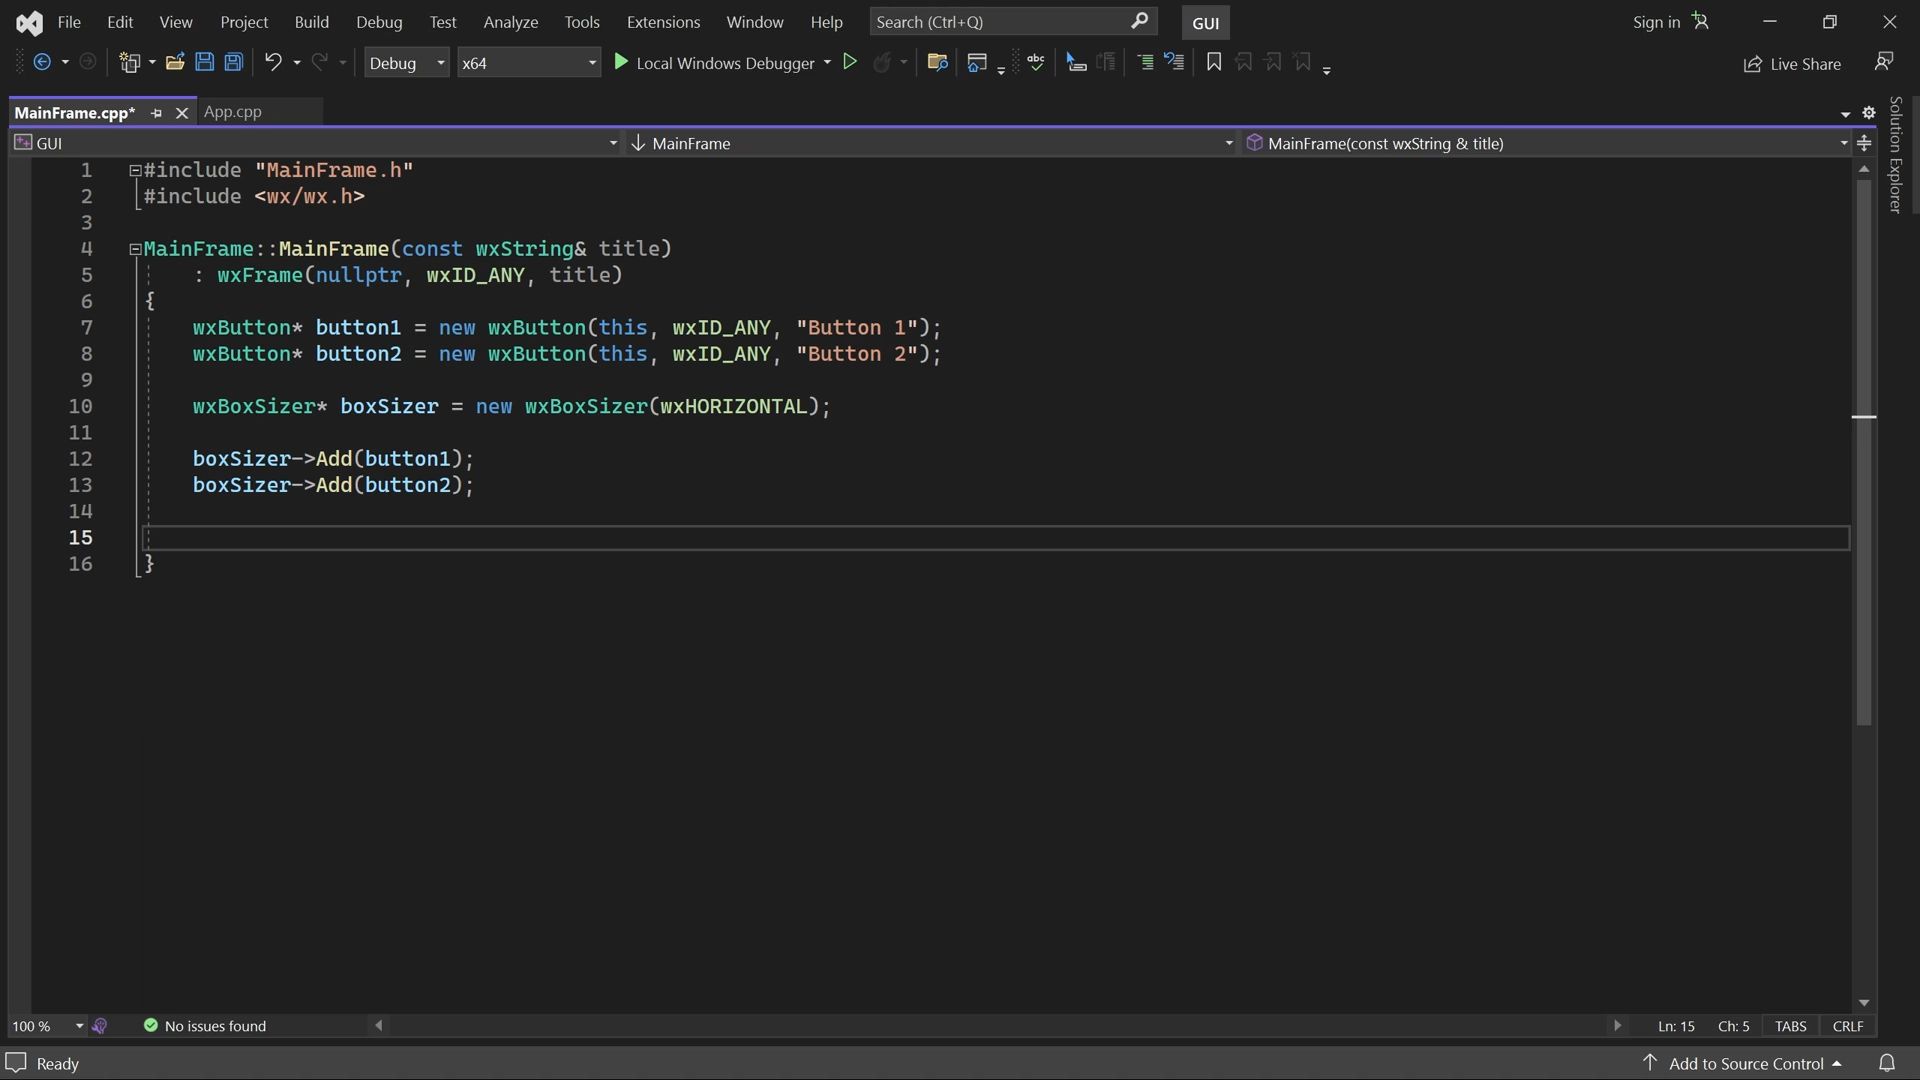 File Edit View Project Build Debug Test Analyze Tools Extensions Window Help Search (Ctrl+Q) GUI Sign in
Debug x64 Local Windows Debugger Live Share
MainFrame.cpp* App.cpp
GUI MainFrame MainFrame(const wxString & title)
Solution Explorer
1 #include "MainFrame.h"
2 #include <wx/wx.h>
3
4 MainFrame::MainFrame(const wxString& title)
5 : wxFrame(nullptr, wxID_ANY, title)
6 {
7 wxButton* button1 = new wxButton(this, wxID_ANY, "Button 1");
8 wxButton* button2 = new wxButton(this, wxID_ANY, "Button 2");
9
10 wxBoxSizer* boxSizer = new wxBoxSizer(wxHORIZONTAL);
11
12 boxSizer->Add(button1);
13 boxSizer->Add(button2);
14
15
16 }
100 % No issues found Ln: 15 Ch: 5 TABS CRLF
Ready Add to Source Control